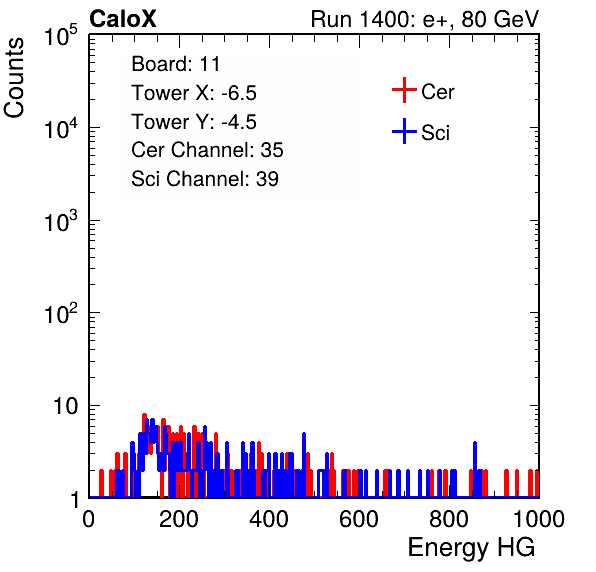 CaloX Run 1400: e+, 80 GeV
Counts
Board: 11
Tower X: -6.5
Tower Y: -4.5
Cer Channel: 35
Sci Channel: 39
Cer
Sci
10^5
10^4
10^3
10^2
10
1
0 200 400 600 800 1000
Energy HG